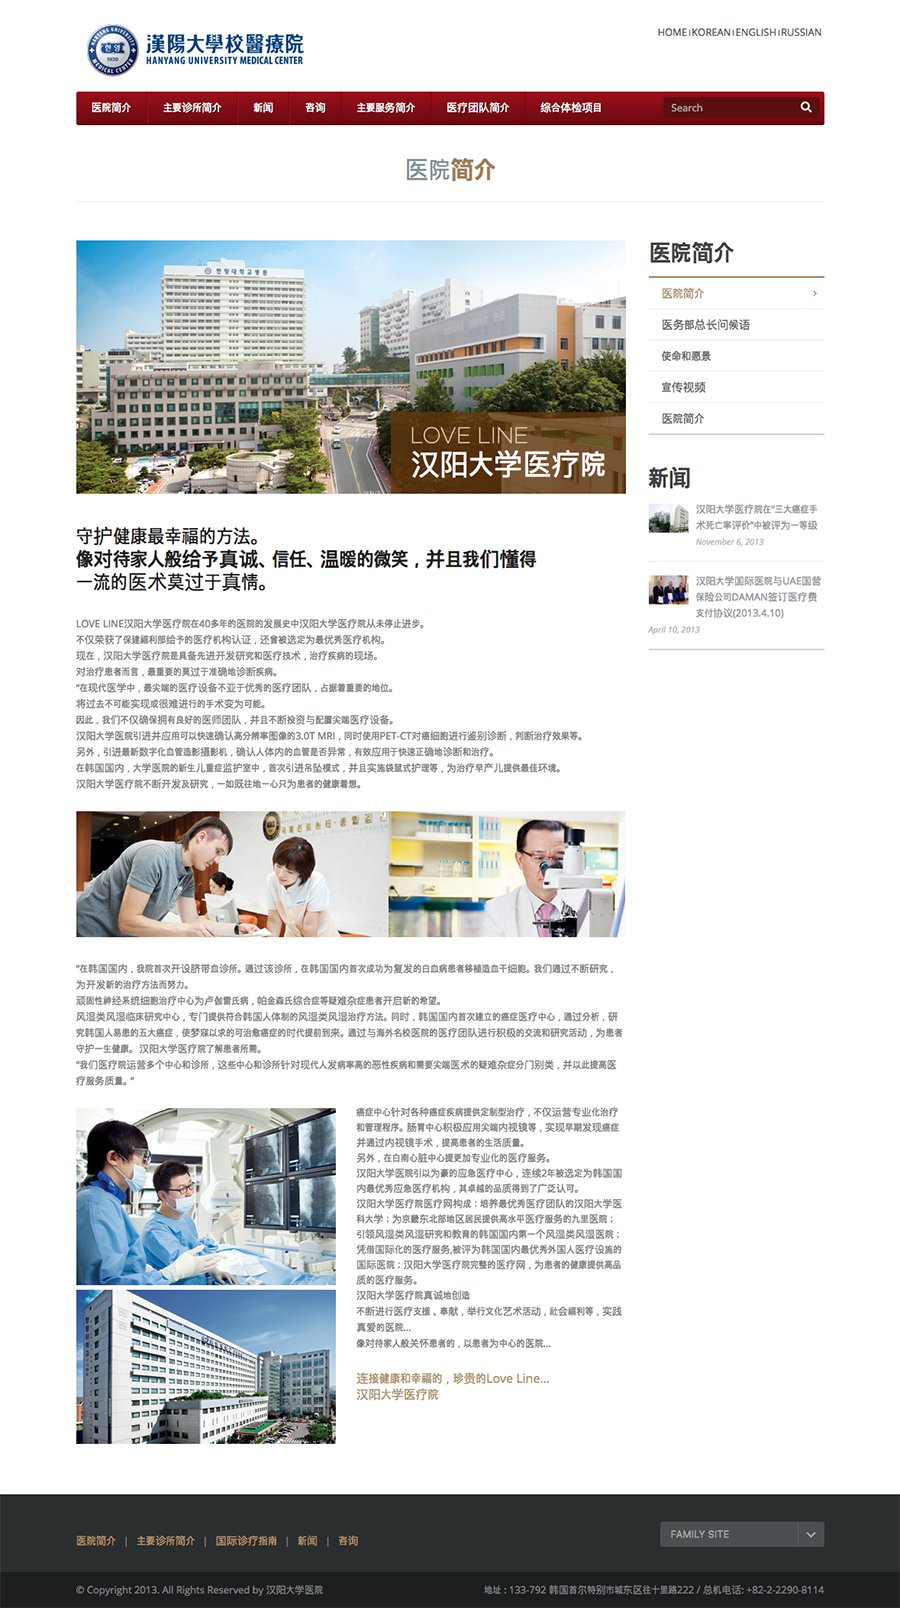 漢陽大學校醫療院
HANYANG UNIVERSITY MEDICAL CENTER
HOME | KOREAN | ENGLISH | RUSSIAN
医院简介 主要诊所简介 新闻 咨询 主要服务简介 医疗团队简介 综合体检项目 Search
医院简介
한양대학교병원
LOVE LINE
汉阳大学医疗院
守护健康最幸福的方法。
像对待家人般给予真诚、信任、温暖的微笑，并且我们懂得
一流的医术莫过于真情。
LOVE LINE汉阳大学医疗院在40多年的医院的发展史中汉阳大学医疗院从未停止进步。
不仅荣获了保建福利部给予的医疗机构认证，还曾被选定为最优秀医疗机构。
现在，汉阳大学医疗院是具备先进开发研究和医疗技术，治疗疾病的现场。
对治疗患者而言，最重要的莫过于准确地诊断疾病。
“在现代医学中，最尖端的医疗设备不亚于优秀的医疗团队，占据着重要的地位。
将过去不可能实现或很难进行的手术变为可能。
因此，我们不仅确保拥有良好的医师团队，并且不断投资与配置尖端医疗设备。
汉阳大学医院引进并应用可以快速确认高分辨率图像的3.0T MRI，同时使用PET-CT对癌细胞进行鉴别诊断，判断治疗效果等。
另外，引进最新数字化血管造影摄影机，确认人体内的血管是否异常，有效应用于快速正确地诊断和治疗。
在韩国国内，大学医院的新生儿重症监护室中，首次引进吊坠模式，并且实施袋鼠式护理等，为治疗早产儿提供最佳环境。
汉阳大学医疗院不断开发及研究，一如既往地一心只为患者的健康着想。
“在韩国国内，我院首次开设脐带血诊所。通过该诊所，在韩国国内首次成功为复发的白血病患者移植造血干细胞。我们通过不断研究，
为开发新的治疗方法而努力。
顽固性神经系统细胞治疗中心为卢伽雷氏病，帕金森氏综合症等疑难杂症患者开启新的希望。
风湿类风湿临床研究中心，专门提供符合韩国人体制的风湿类风湿治疗方法。同时，韩国国内首次建立的癌症医疗中心，通过分析，研
究韩国人易患的五大癌症，使梦寐以求的可治愈癌症的时代提前到来。通过与海外名校医院的医疗团队进行积极的交流和研究活动，为患者
守护一生健康。 汉阳大学医疗院了解患者所需。
“我们医疗院运营多个中心和诊所，这些中心和诊所针对现代人发病率高的恶性疾病和需要尖端医术的疑难杂症分门别类，并以此提高医
疗服务质量。”
癌症中心针对各种癌症疾病提供定制型治疗，不仅运营专业化治疗
和管理程序。肠胃中心积极应用尖端内视镜等，实现早期发现癌症
并通过内视镜手术，提高患者的生活质量。
另外，在白南心脏中心提更加专业化的医疗服务。
汉阳大学医院引以为豪的应急医疗中心，连续2年被选定为韩国国
内最优秀应急医疗机构，其卓越的品质得到了广泛认可。
汉阳大学医疗院医疗网构成：培养最优秀医疗团队的汉阳大学医
科大学；为京畿东北部地区居民提供高水平医疗服务的九里医院；
引领风湿类风湿研究和教育的韩国国内第一个风湿类风湿医院；
凭借国际化的医疗服务,被评为韩国国内最优秀外国人医疗设施的
国际医院；汉阳大学医疗院完整的医疗网，为患者的健康提供高品
质的医疗服务。
汉阳大学医疗院真诚地创造
不断进行医疗支援、奉献，举行文化艺术活动，社会福利等，实践
真爱的医院...
像对待家人般关怀患者的，以患者为中心的医院...
连接健康和幸福的，珍贵的Love Line...
汉阳大学医疗院
医院简介
医院简介
医务部总长问候语
使命和愿景
宣传视频
医院简介
新闻
汉阳大学医疗院在“三大癌症手
术死亡率评价”中被评为一等级
November 6, 2013
汉阳大学国际医院与UAE国营
保险公司DAMAN签订医疗费
支付协议(2013.4.10)
April 10, 2013
医院简介 | 主要诊所简介 | 国际诊疗指南 | 新闻 | 咨询
FAMILY SITE
© Copyright 2013. All Rights Reserved by 汉阳大学医院
地址 : 133-792 韩国首尔特别市城东区往十里路222 / 总机电话: +82-2-2290-8114